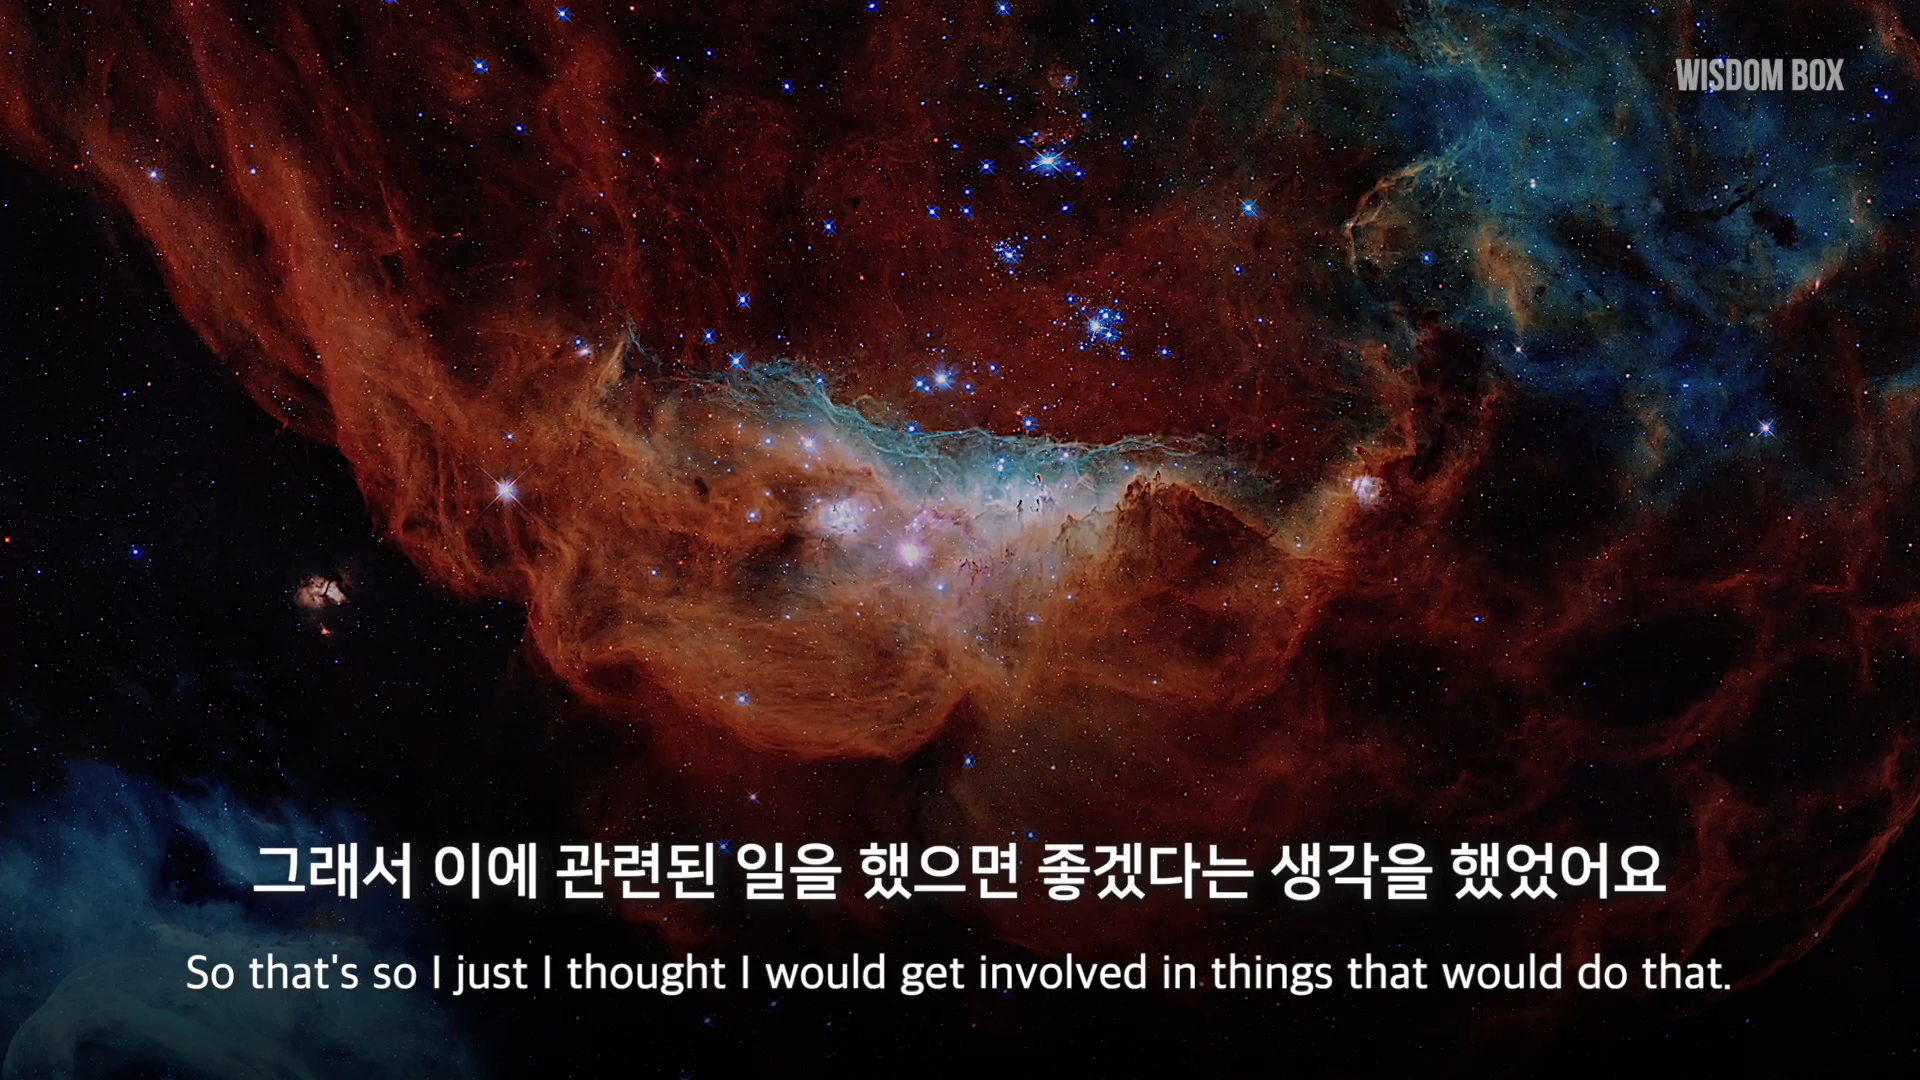 WISDOM BOX
그래서 이에 관련된 일을 했으면 좋겠다는 생각을 했었어요
So that's so I just I thought I would get involved in things that would do that.